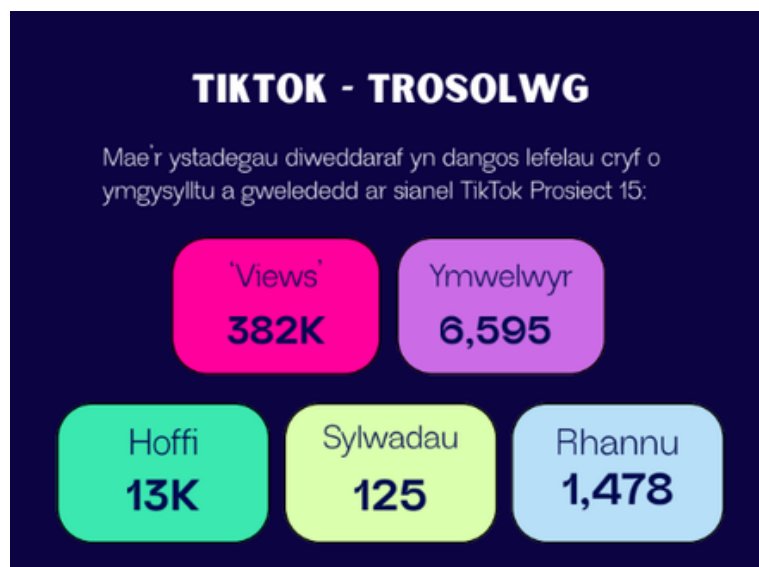 TIKTOK - TROSOLWG
Mae'r ystadegau diweddaraf yn dangos lefelau cryf o
ymgysylltu a gwelededd ar sianel TikTok Prosiect 15:
'Views'
382K
Ymwelwyr
6,595
Hoffi
13K
Sylwadau
125
Rhannu
1,478